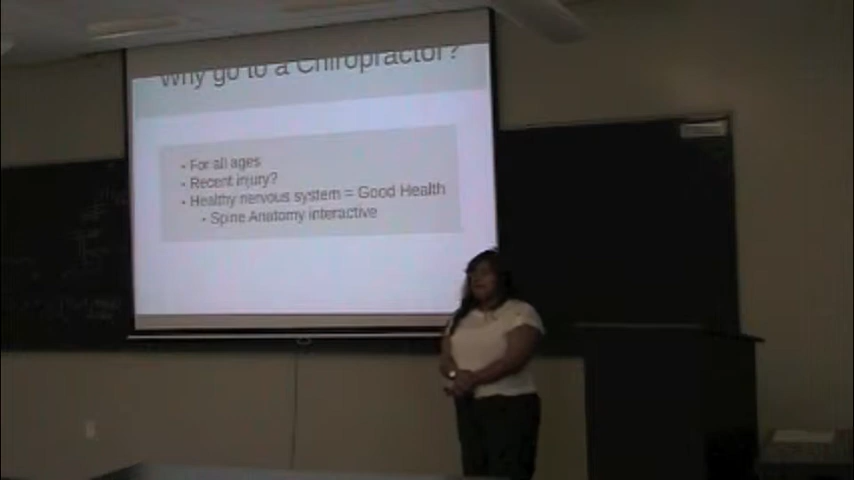 Why go to a Chiropractor?
- For all ages
- Recent injury?
- Healthy nervous system = Good Health
- Spine Anatomy interactive